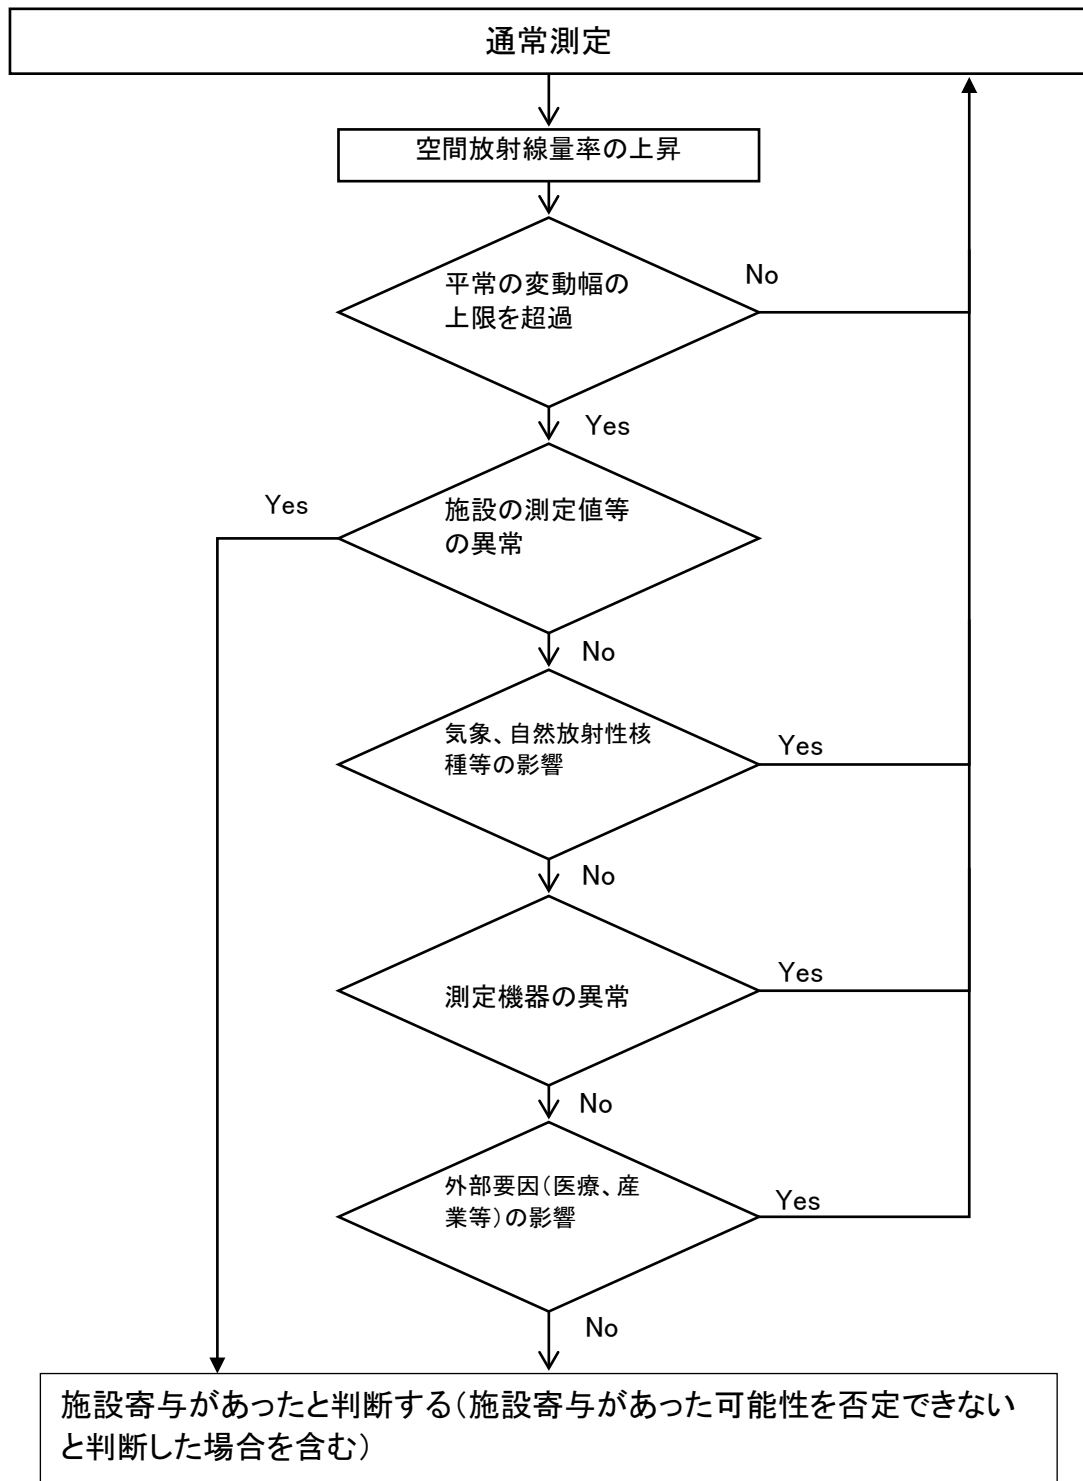 通常測定
空間放射線量率の上昇
平常の変動幅の
上限を超過
No
Yes
施設の測定値等
の異常
Yes
No
気象、自然放射性核
種等の影響
Yes
No
測定機器の異常
Yes
No
外部要因(医療、産
業等)の影響
Yes
No
施設寄与があったと判断する(施設寄与があった可能性を否定できない
と判断した場合を含む)